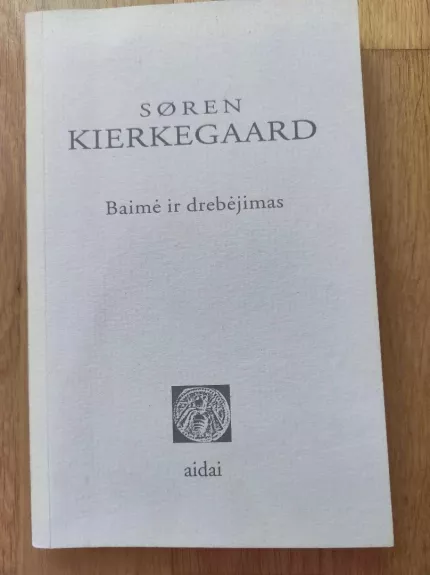 SØREN
KIERKEGAARD
Baimė ir drebėjimas
aidai